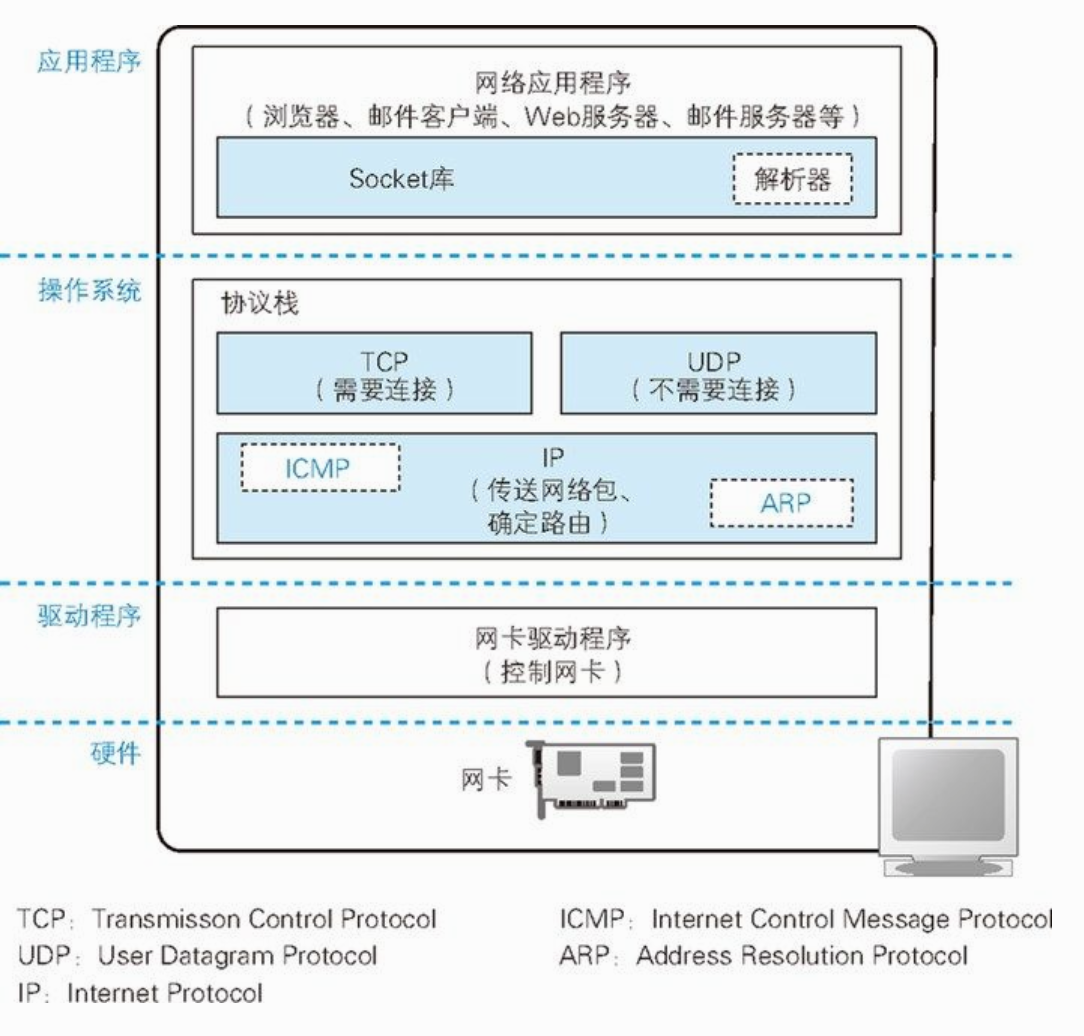 应用程序
网络应用程序
（浏览器、邮件客户端、Web服务器、邮件服务器等）
Socket库
解析器
操作系统
协议栈
TCP
（需要连接）
UDP
（不需要连接）
ICMP
IP
（传送网络包、
确定路由）
ARP
驱动程序
网卡驱动程序
（控制网卡）
硬件
网卡
TCP：Transmisson Control Protocol
ICMP：Internet Control Message Protocol
UDP：User Datagram Protocol
ARP：Address Resolution Protocol
IP：Internet Protocol